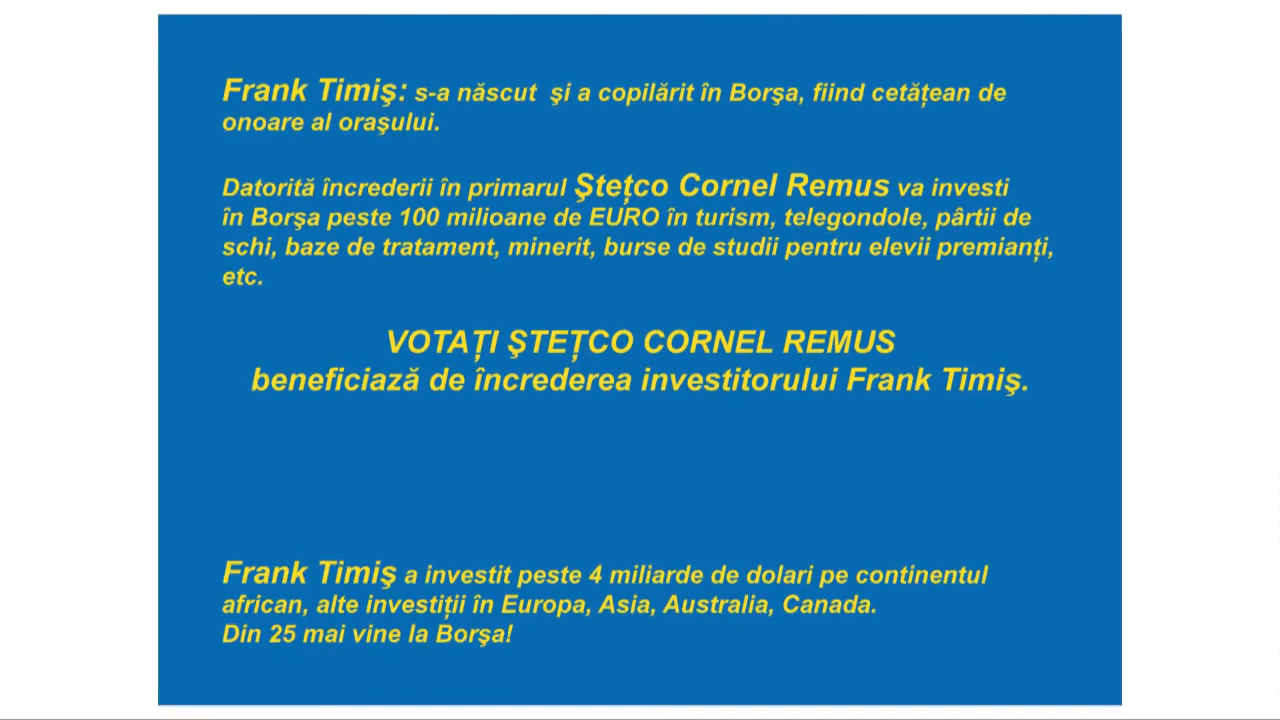 Frank Timiş: s-a născut şi a copilărit în Borşa, fiind cetățean de
onoare al oraşului.
Datorită încrederii în primarul Ştețco Cornel Remus va investi
în Borşa peste 100 milioane de EURO în turism, telegondole, pârtii de
schi, baze de tratament, minerit, burse de studii pentru elevii premianți,
etc.
VOTAȚI ŞTEȚCO CORNEL REMUS
beneficiază de încrederea investitorului Frank Timiş.
Frank Timiş a investit peste 4 miliarde de dolari pe continentul
african, alte investiții în Europa, Asia, Australia, Canada.
Din 25 mai vine la Borşa!